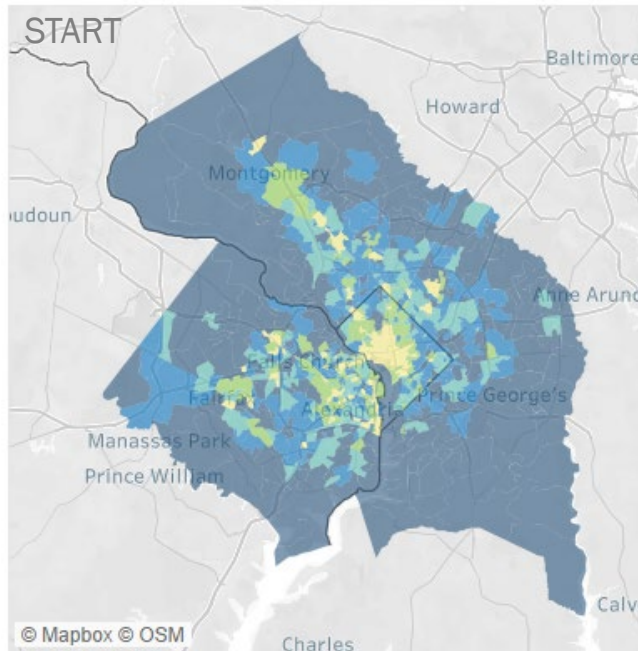 START
Baltimore
Howard
Montgomery
oudoun
Anne Arund
Falls Church
Fairfax
Alexandria
Prince George's
Manassas Park
Prince William
Calv
© Mapbox © OSM
Charles